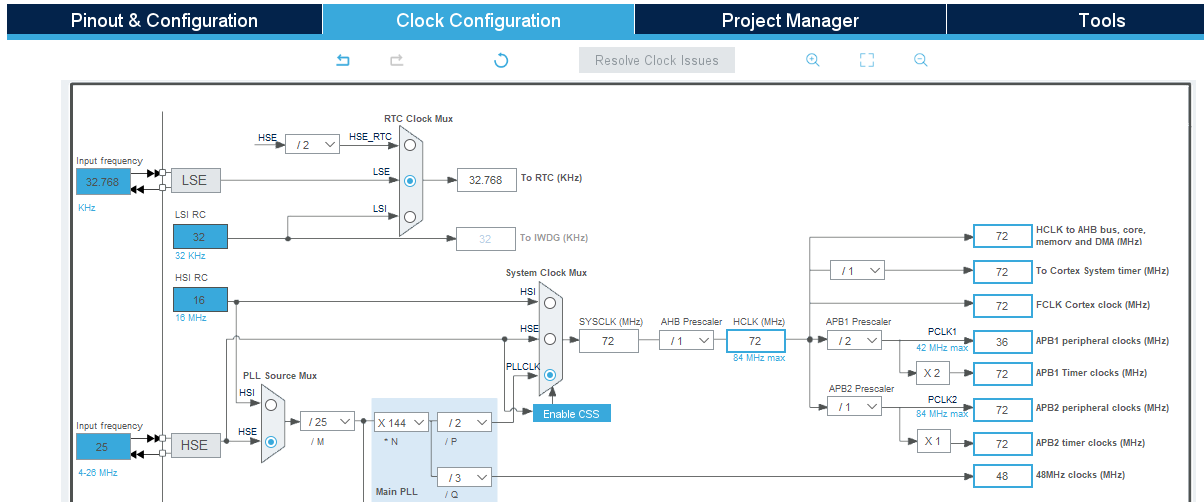 Pinout & Configuration
Clock Configuration
Project Manager
Tools
Resolve Clock Issues
RTC Clock Mux
HSE
/ 2
HSE_RTC
Input frequency
32.768
KHz
LSE
LSE
32.768
To RTC (KHz)
LSI RC
32
32 KHz
LSI
32
To IWDG (KHz)
HSI RC
16
16 MHz
System Clock Mux
HSI
HSE
PLLCLK
SYSCLK (MHz)
72
AHB Prescaler
/ 1
HCLK (MHz)
72
84 MHz max
72
HCLK to AHB bus, core,
memory and DMA (MHz)
/ 1
72
To Cortex System timer (MHz)
72
FCLK Cortex clock (MHz)
APB1 Prescaler
/ 2
PCLK1
42 MHz max
36
APB1 peripheral clocks (MHz)
X 2
72
APB1 Timer clocks (MHz)
APB2 Prescaler
/ 1
PCLK2
84 MHz max
72
APB2 peripheral clocks (MHz)
X 1
72
APB2 timer clocks (MHz)
48
48MHz clocks (MHz)
PLL Source Mux
HSI
HSE
Input frequency
25
4-26 MHz
HSE
/ 25
/ M
X 144
* N
/ 2
/ P
Enable CSS
/ 3
/ Q
Main PLL